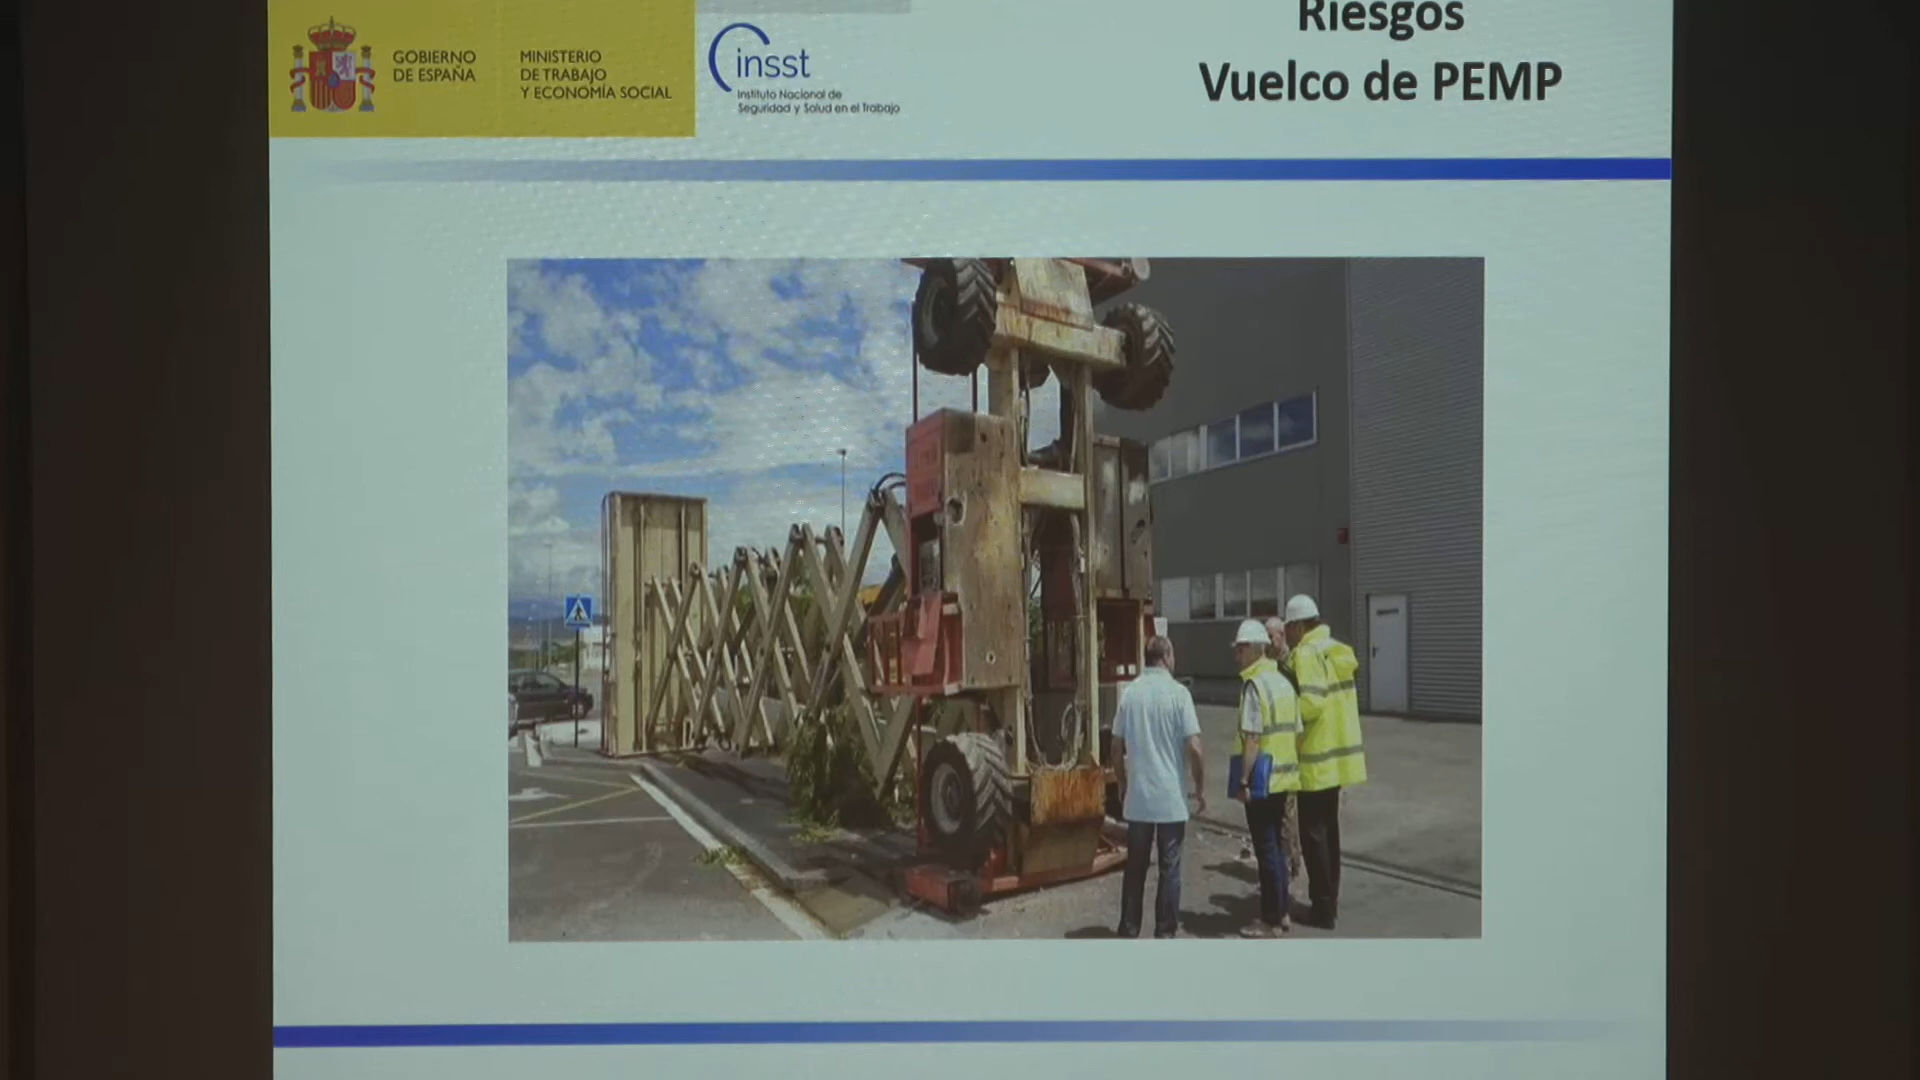 GOBIERNO
DE ESPAÑA
MINISTERIO
DE TRABAJO
Y ECONOMÍA SOCIAL
insst
Instituto Nacional de
Seguridad y Salud en el Trabajo
Riesgos
Vuelco de PEMP